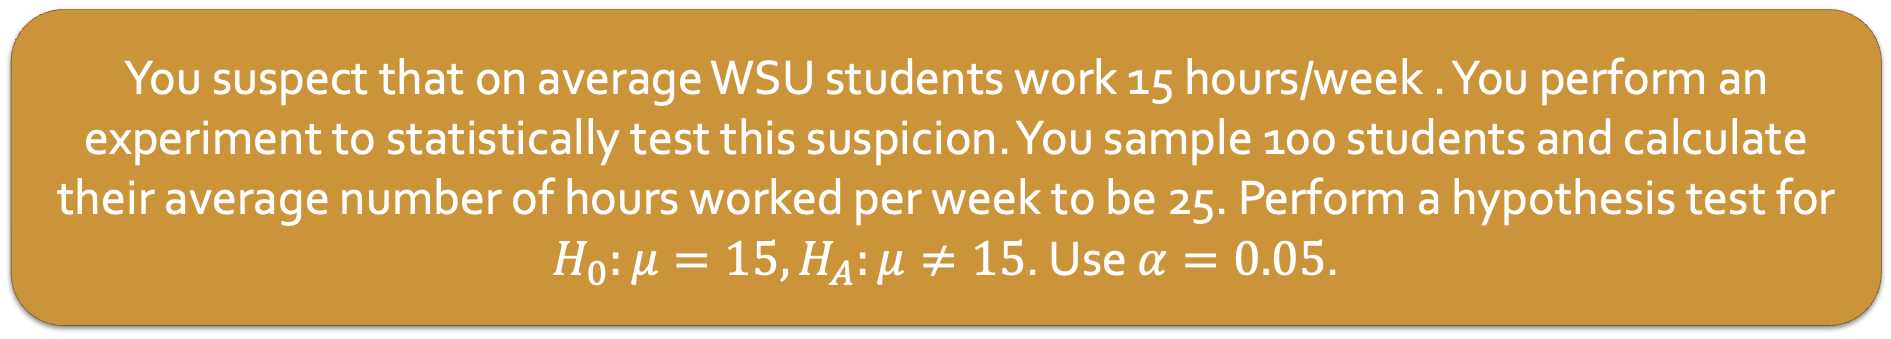 You suspect that on average WSU students work 15 hours/week . You perform an
experiment to statistically test this suspicion. You sample 100 students and calculate
their average number of hours worked per week to be 25. Perform a hypothesis test for
𝐻₀: 𝜇 = 15, 𝐻_A: 𝜇 ≠ 15. Use 𝛼 = 0.05.